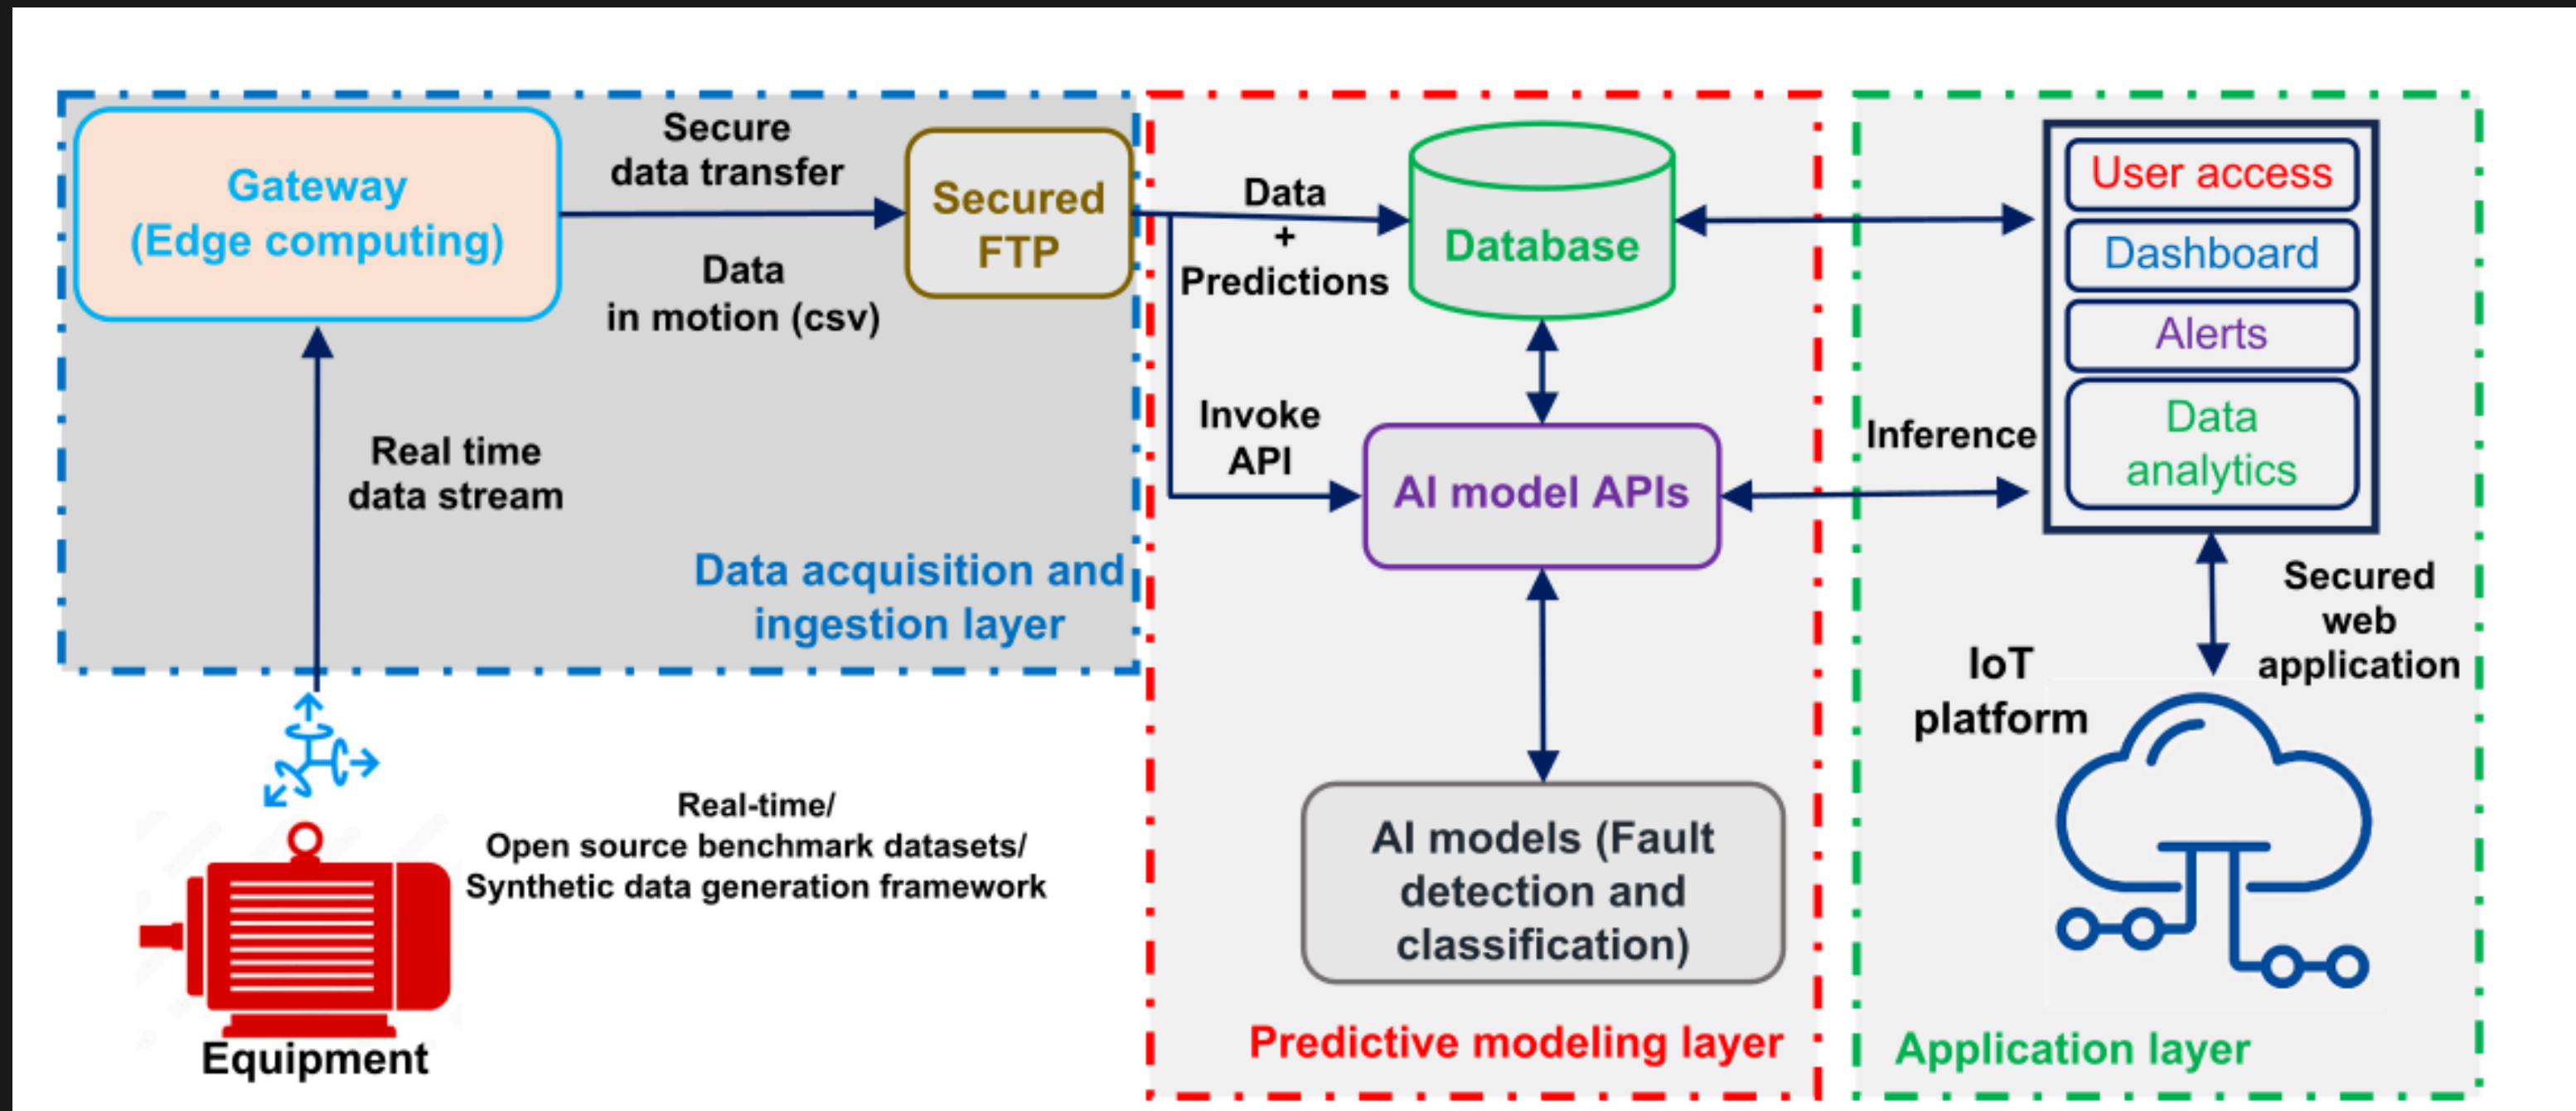 Gateway
(Edge computing)
Secure
data transfer
Data
in motion (csv)
Secured
FTP
Real time
data stream
Data acquisition and
ingestion layer
Real-time/
Open source benchmark datasets/
Synthetic data generation framework
Equipment
Data
+
Predictions
Database
Invoke
API
AI model APIs
AI models (Fault
detection and
classification)
Predictive modeling layer
User access
Dashboard
Alerts
Data
analytics
Inference
Secured
web
application
IoT
platform
Application layer